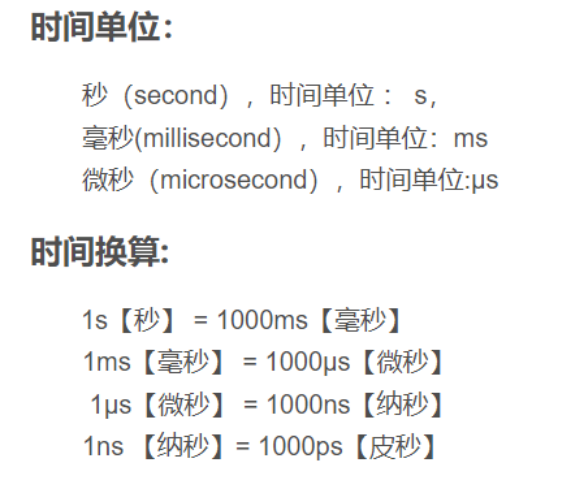 时间单位：
秒（second），时间单位： s，
毫秒(millisecond），时间单位：ms
微秒（microsecond），时间单位:μs
时间换算:
1s【秒】 = 1000ms【毫秒】
1ms【毫秒】 = 1000μs【微秒】
1μs【微秒】 = 1000ns【纳秒】
1ns 【纳秒】= 1000ps【皮秒】